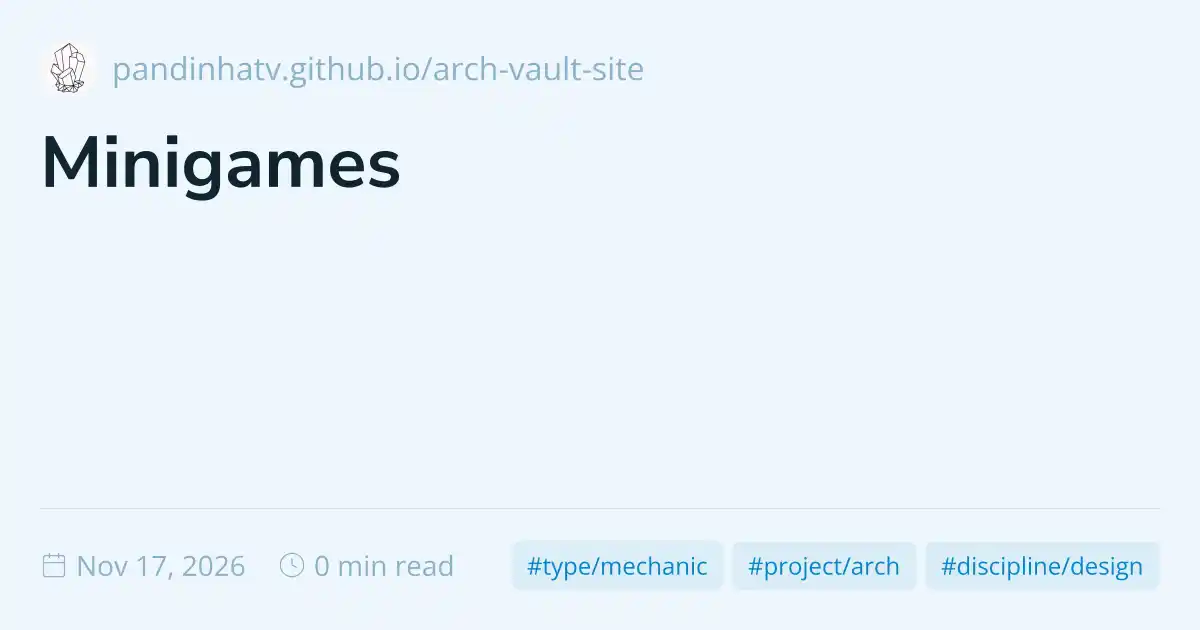 pandinhatv.github.io/arch-vault-site
Minigames
Nov 17, 2026 0 min read #type/mechanic #project/arch #discipline/design